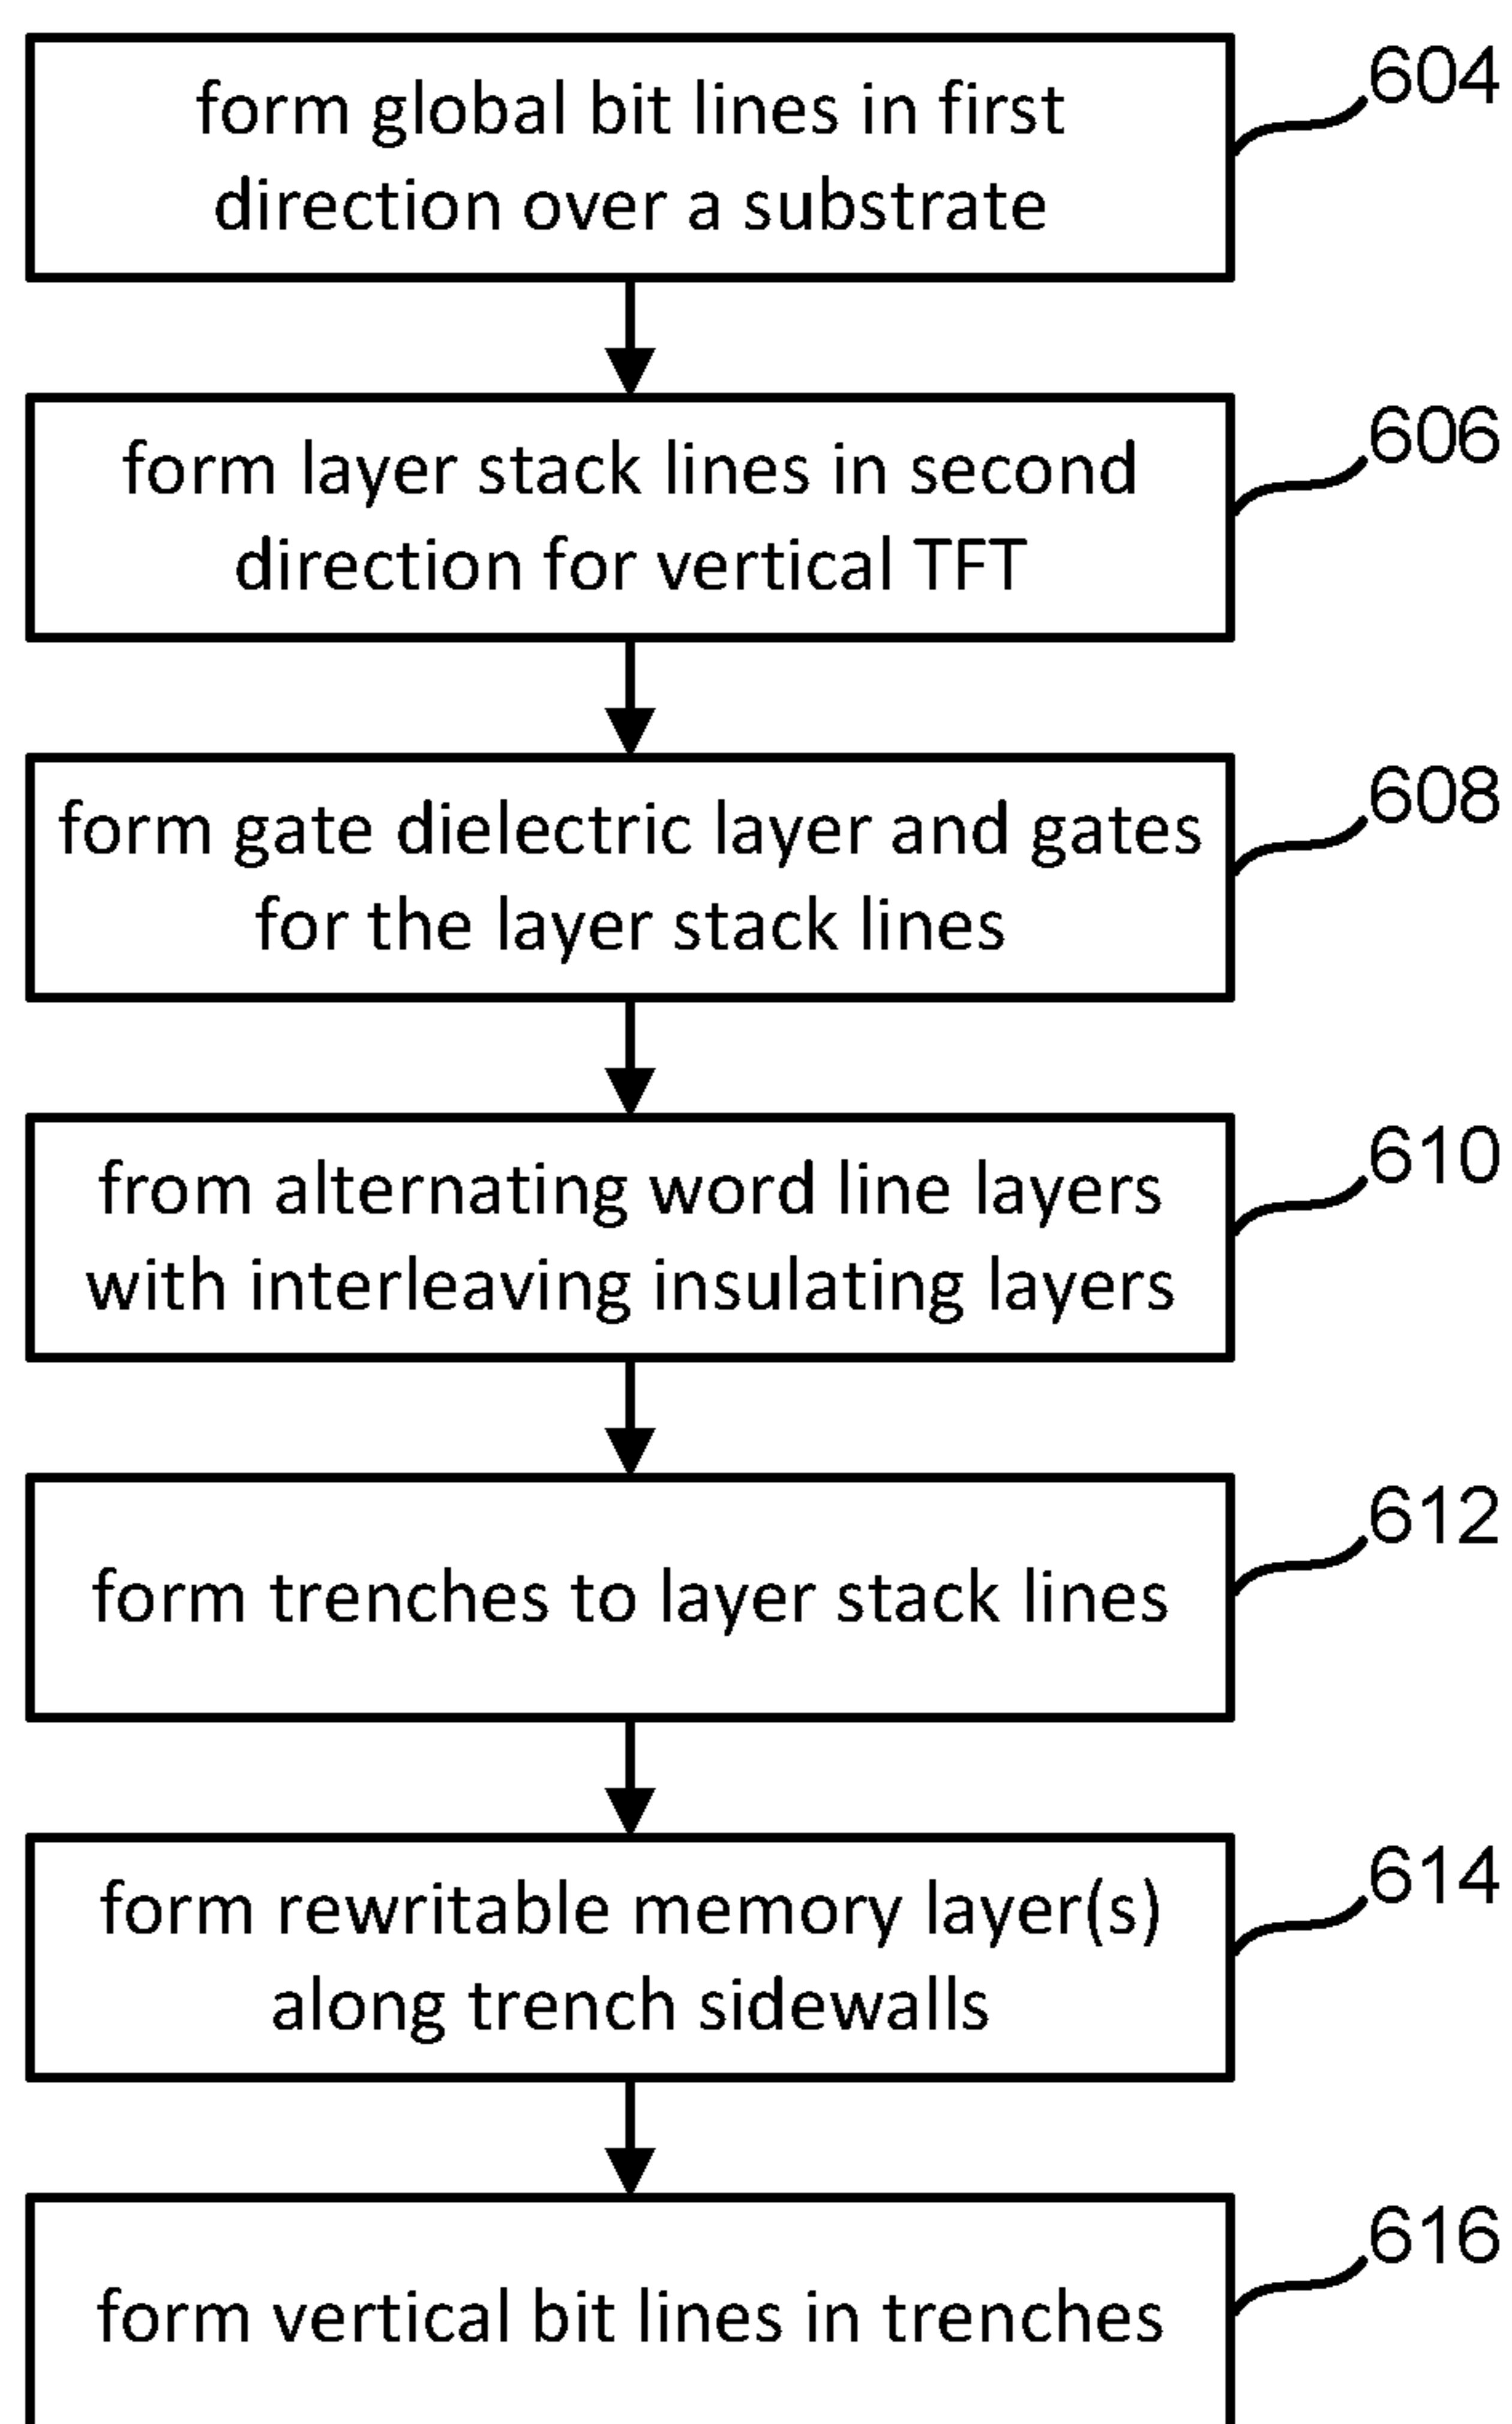 form global bit lines in first
direction over a substrate
604
form layer stack lines in second
direction for vertical TFT
606
form gate dielectric layer and gates
for the layer stack lines
608
from alternating word line layers
with interleaving insulating layers
610
form trenches to layer stack lines
612
form rewritable memory layer(s)
along trench sidewalls
614
form vertical bit lines in trenches
616